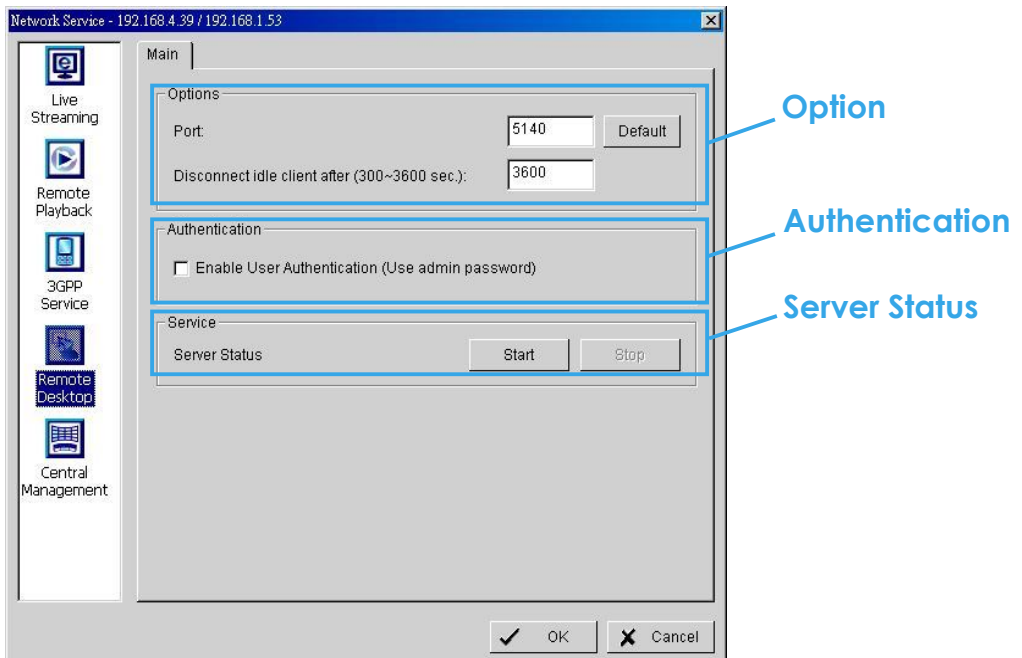 Network Service - 192.168.4.39 / 192.168.1.53
Live
Streaming
Remote
Playback
3GPP
Service
Remote
Desktop
Central
Management
Main
Options
Port:
5140
Default
Disconnect idle client after (300~3600 sec.):
3600
Authentication
Enable User Authentication (Use admin password)
Service
Server Status
Start
Stop
OK
Cancel
Option
Authentication
Server Status